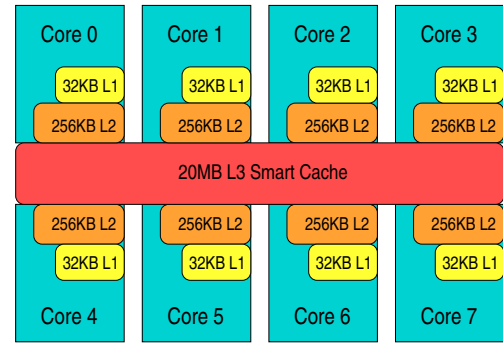 Core 0 Core 1 Core 2 Core 3
32KB L1 32KB L1 32KB L1 32KB L1
256KB L2 256KB L2 256KB L2 256KB L2
20MB L3 Smart Cache
256KB L2 256KB L2 256KB L2 256KB L2
32KB L1 32KB L1 32KB L1 32KB L1
Core 4 Core 5 Core 6 Core 7